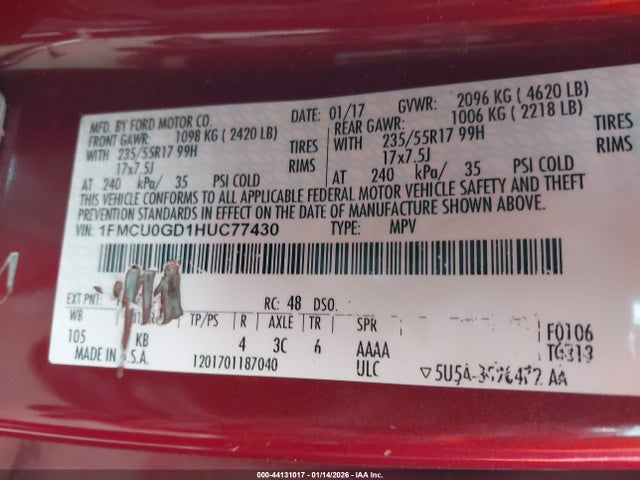 MFD. BY FORD MOTOR CO.
DATE: 01/17 GVWR: 2096 KG ( 4620 LB)
FRONT GAWR: 1098 KG ( 2420 LB) REAR GAWR: 1006 KG ( 2218 LB)
WITH 235/55R17 99H TIRES WITH 235/55R17 99H TIRES
17x7.5J RIMS 17x7.5J RIMS
AT 240 kPa/ 35 PSI COLD AT 240 kPa/ 35 PSI COLD
THIS VEHICLE CONFORMS TO ALL APPLICABLE FEDERAL MOTOR VEHICLE SAFETY AND THEFT
PREVENTION STANDARDS IN EFFECT ON THE DATE OF MANUFACTURE SHOWN ABOVE.
VIN: 1FMCU0GD1HUC77430 TYPE: MPV
EXT PNT: RC: 48 DSO:
WB TP/PS R AXLE TR SPR
105 KB 4 3C 6 AAAA F0106
MADE IN U.S.A. 1201701187040 ULC
5U5A-
AA
000-44131017 - 01/14/2026 - IAA Inc.